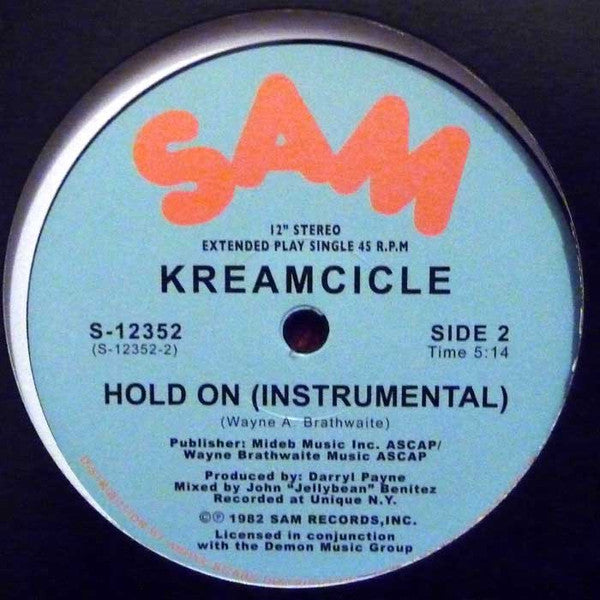 SAM
12" STEREO
EXTENDED PLAY SINGLE 45 R.P.M
KREAMCICLE
S-12352
(S-12352-2)
SIDE 2
Time 5:14
HOLD ON (INSTRUMENTAL)
(Wayne A. Brathwaite)
Publisher: Mideb Music Inc. ASCAP/
Wayne Brathwaite Music ASCAP
Produced by: Darryl Payne
Mixed by John "Jellybean" Benitez
Recorded at Unique N.Y.
©℗ 1982 SAM RECORDS,INC.
Licensed in conjunction
with the Demon Music Group